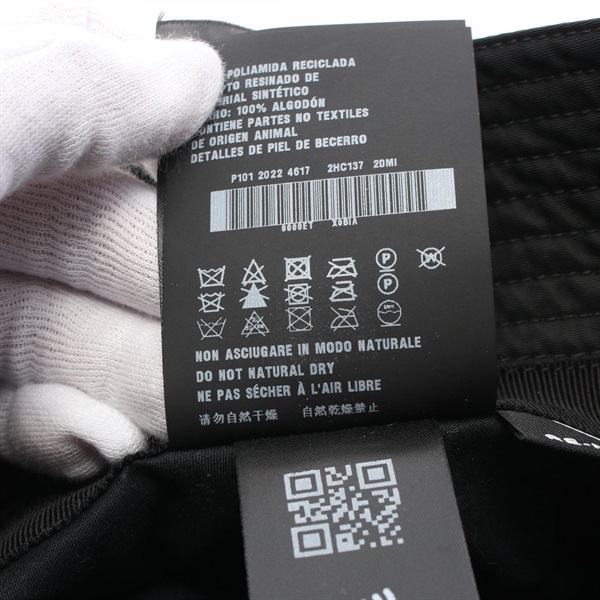 POLIAMIDA RECICLADA
RESINADO DE
SINTÉTICO
100% ALGODÓN
CONTIENE PARTES NO TEXTILES
DE ORIGEN ANIMAL
DETALLES DE PIEL DE BECERRO
P101 2022 4617 2HC137 2DMI
0000ET X0BIA
P
P W
NON ASCIUGARE IN MODO NATURALE
DO NOT NATURAL DRY
NE PAS SÉCHER À L'AIR LIBRE
请勿自然干燥 自然乾燥禁止